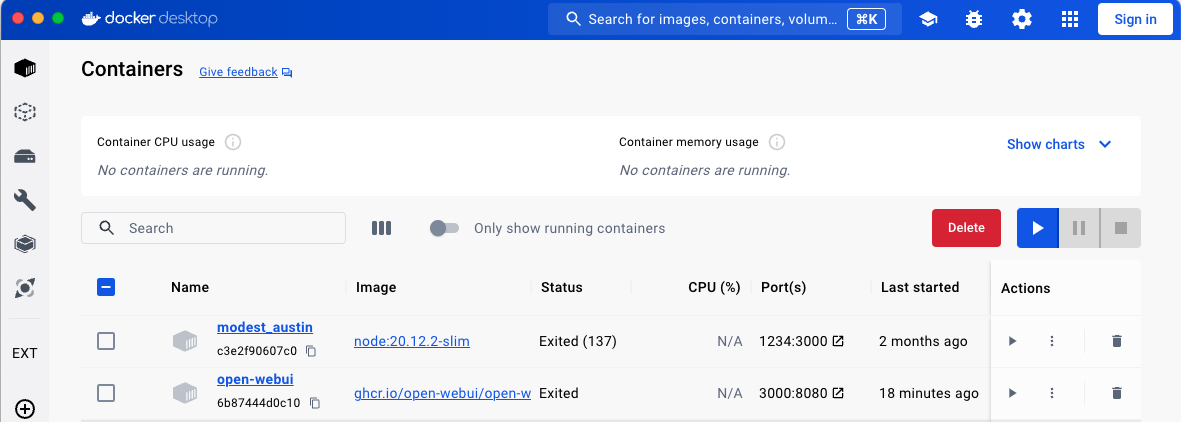 docker desktop
Search for images, containers, volum... ⌘K
Sign in
Containers Give feedback
Container CPU usage
No containers are running.
Container memory usage
No containers are running.
Show charts
Search
Only show running containers
Delete
Name Image Status CPU (%) Port(s) Last started Actions
modest_austin
c3e2f90607c0
node:20.12.2-slim Exited (137) N/A 1234:3000 2 months ago
open-webui
6b87444d0c10
ghcr.io/open-webui/open-w Exited N/A 3000:8080 18 minutes ago
EXT